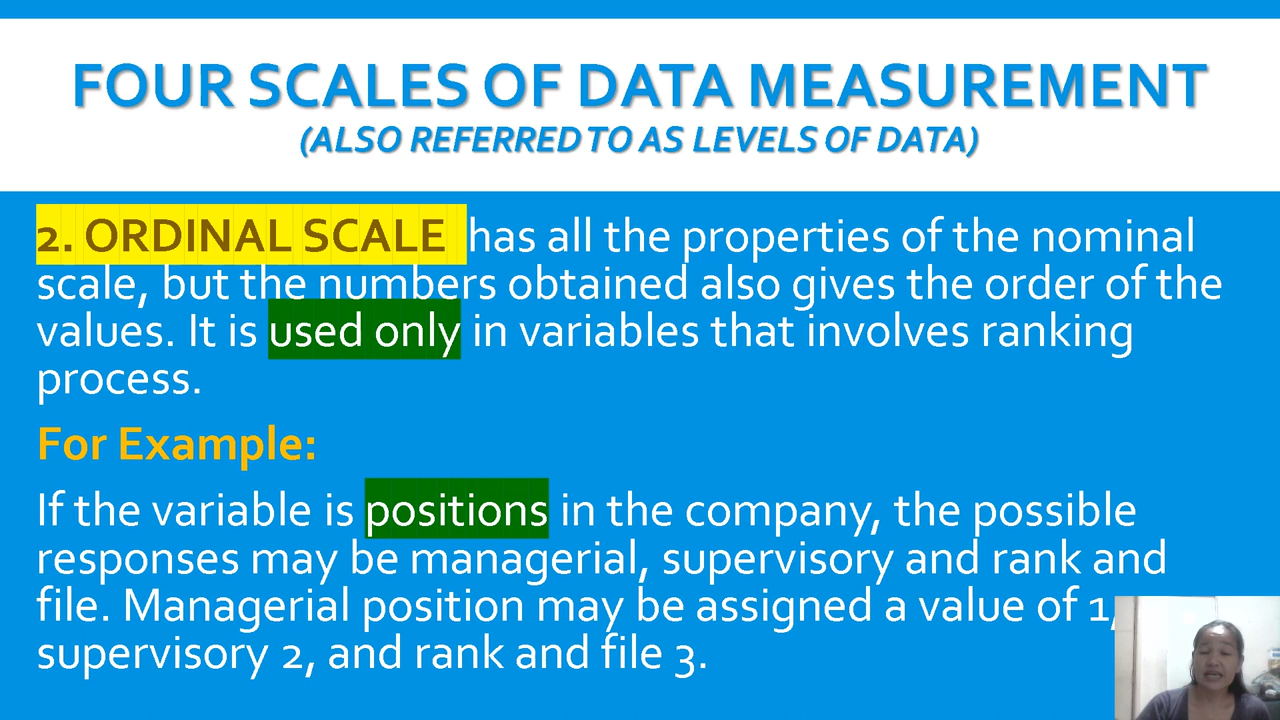 FOUR SCALES OF DATA MEASUREMENT
(ALSO REFERRED TO AS LEVELS OF DATA)
2. ORDINAL SCALE has all the properties of the nominal
scale, but the numbers obtained also gives the order of the
values. It is used only in variables that involves ranking
process.
For Example:
If the variable is positions in the company, the possible
responses may be managerial, supervisory and rank and
file. Managerial position may be assigned a value of 1,
supervisory 2, and rank and file 3.